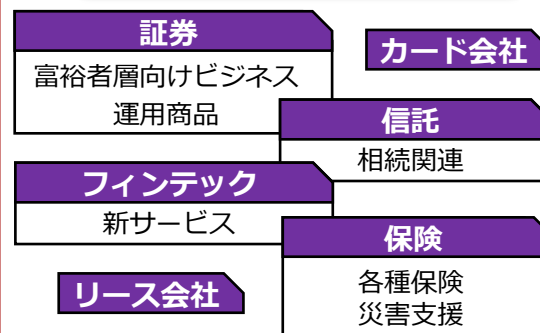 証券
富裕者層向けビジネス
運用商品
カード会社
信託
相続関連
フィンテック
新サービス
保険
各種保険
災害支援
リース会社